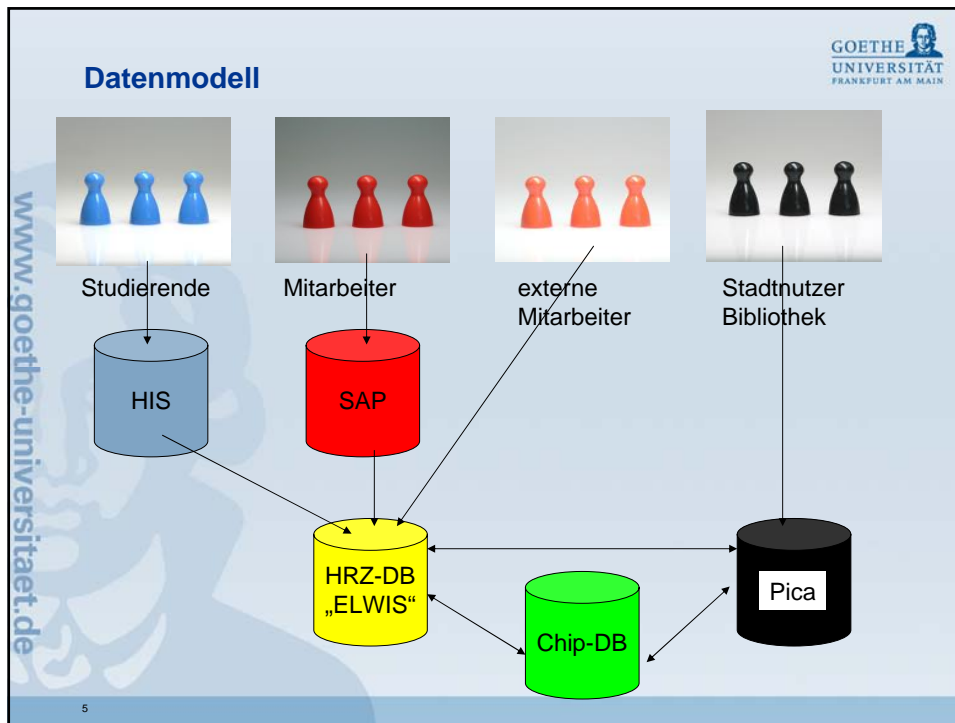 Datenmodell
GOETHE
UNIVERSITÄT
FRANKFURT AM MAIN
www.goethe-universitaet.de
Studierende
Mitarbeiter
externe
Mitarbeiter
Stadtnutzer
Bibliothek
HIS
SAP
HRZ-DB
„ELWIS“
Chip-DB
Pica
5